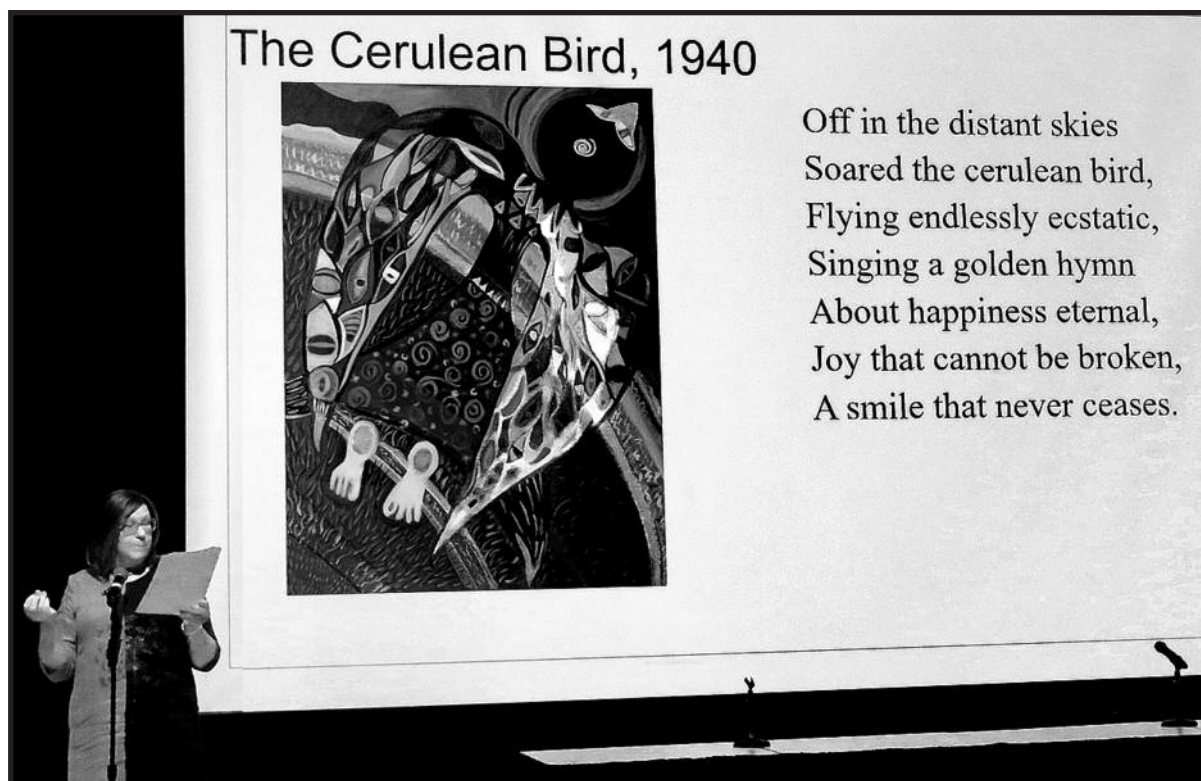 The Cerulean Bird, 1940
Off in the distant skies
Soared the cerulean bird,
Flying endlessly ecstatic,
Singing a golden hymn
About happiness eternal,
Joy that cannot be broken,
A smile that never ceases.